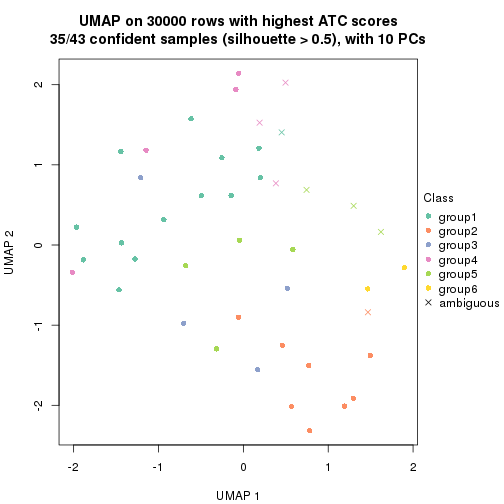 UMAP on 30000 rows with highest ATC scores
35/43 confident samples (silhouette > 0.5), with 10 PCs
2
1
0
-1
-2
UMAP 2
-2
-1
0
1
2
UMAP 1
Class
group1
group2
group3
group4
group5
group6
ambiguous